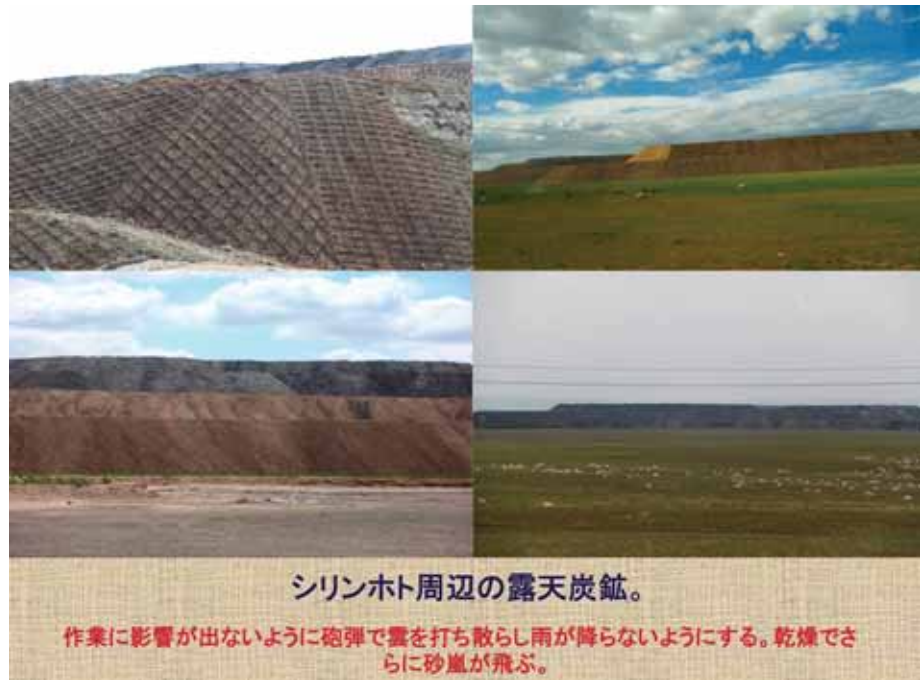 シリンホト周辺の露天炭鉱。
作業に影響が出ないように砲弾で雲を打ち散らし雨が降らないようにする。乾燥でさ
らに砂嵐が飛ぶ。